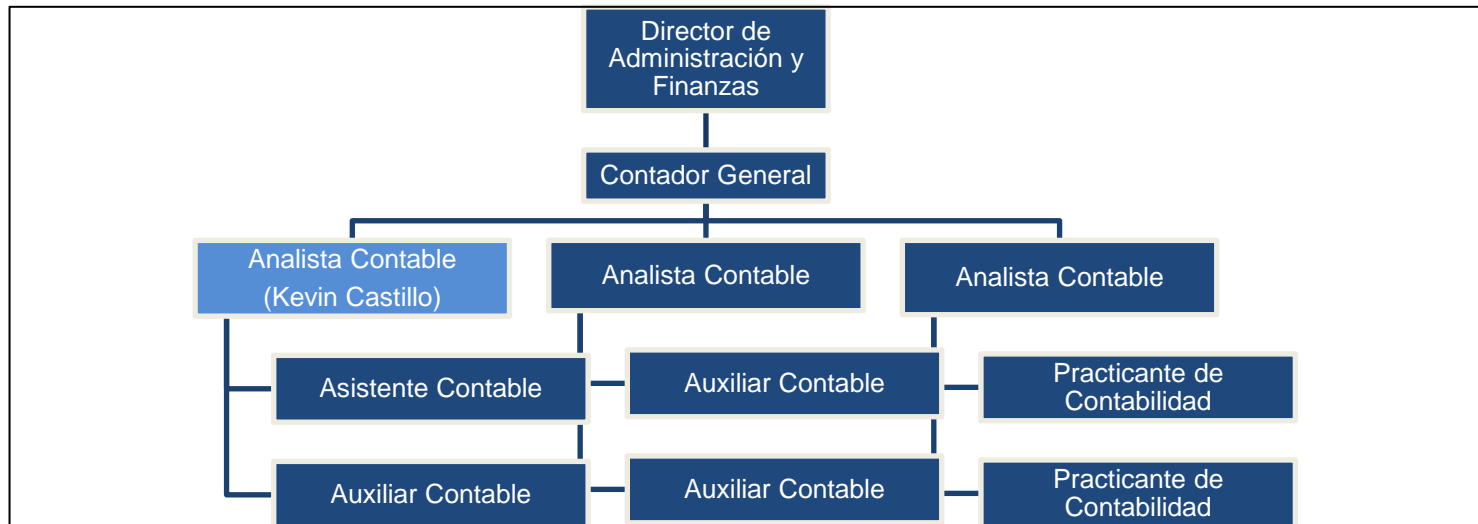 Director de
Administración y
Finanzas
Contador General
Analista Contable
(Kevin Castillo)
Analista Contable
Analista Contable
Asistente Contable
Auxiliar Contable
Practicante de
Contabilidad
Auxiliar Contable
Auxiliar Contable
Practicante de
Contabilidad